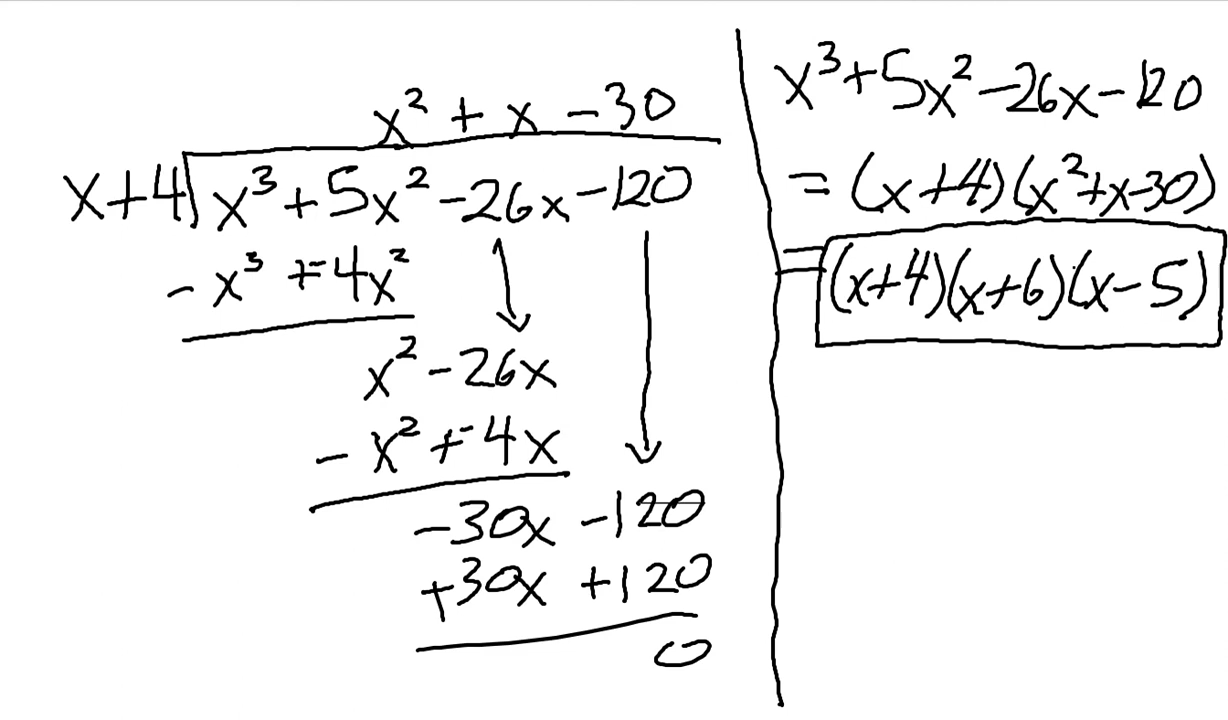 x² + x - 30
x+4)x³ + 5x² - 26x - 120
- x³ + - 4x²
x² - 26x
- x² + - 4x
- 30x - 120
+ 30x + 120
0
x³ + 5x² - 26x - 120
= (x+4)(x²+x-30)
= (x+4)(x+6)(x-5)